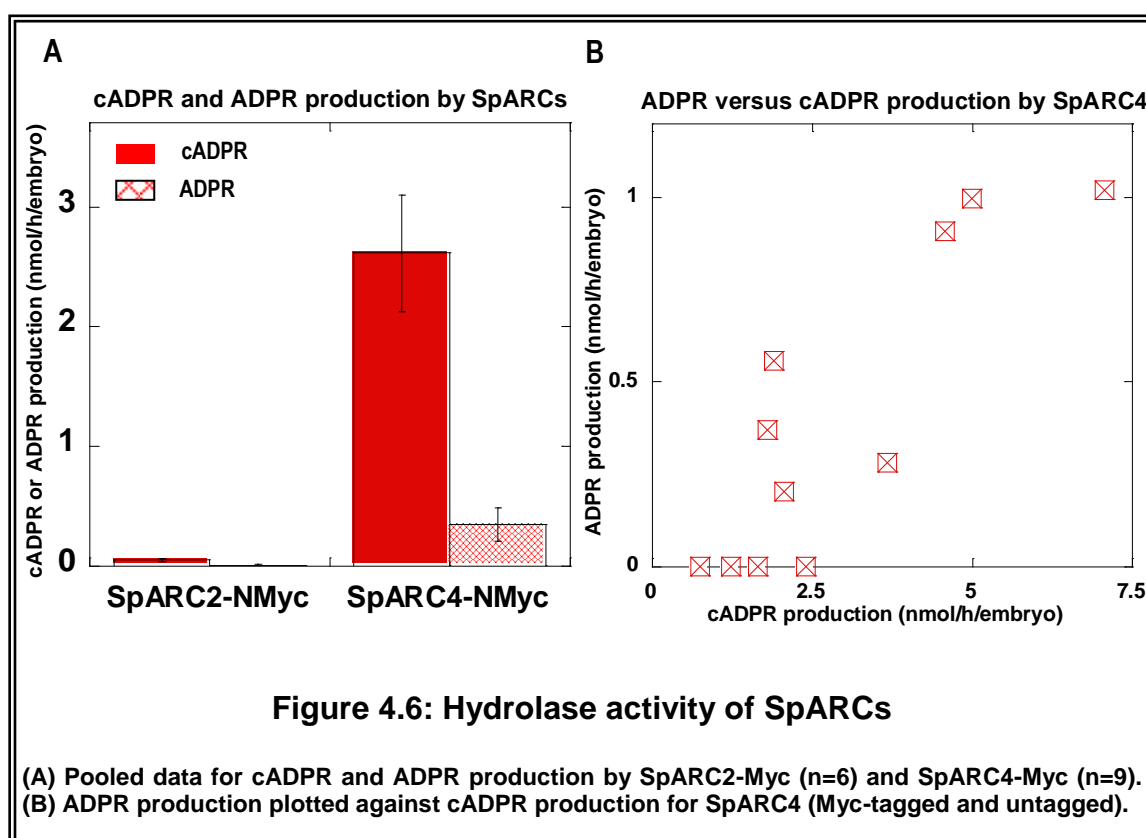 A
cADPR and ADPR production by SpARCs
cADPR or ADPR production (nmol/h/embryo)
3
2
1
0
cADPR
ADPR
SpARC2-NMyc SpARC4-NMyc
B
ADPR versus cADPR production by SpARC4
ADPR production (nmol/h/embryo)
1
0.5
0
0 2.5 5 7.5
cADPR production (nmol/h/embryo)
Figure 4.6: Hydrolase activity of SpARCs
(A) Pooled data for cADPR and ADPR production by SpARC2-Myc (n=6) and SpARC4-Myc (n=9).
(B) ADPR production plotted against cADPR production for SpARC4 (Myc-tagged and untagged).